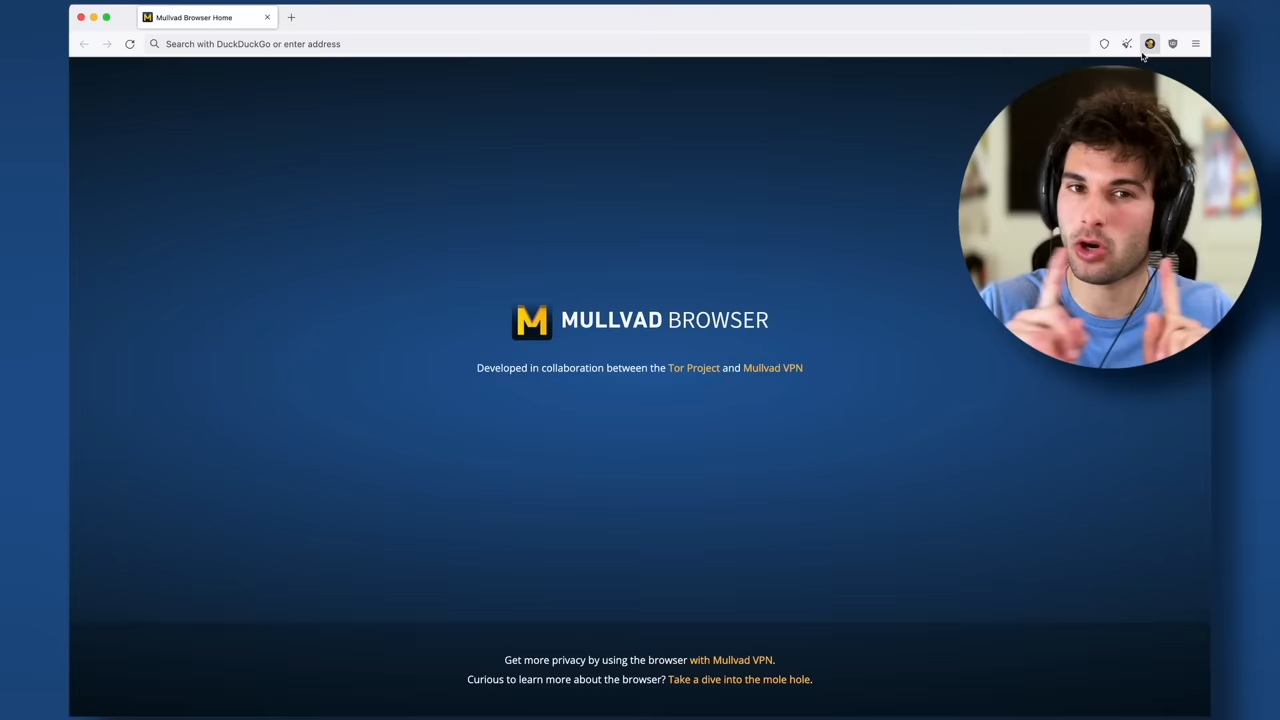 Mullvad Browser Home
Search with DuckDuckGo or enter address
MULLVAD BROWSER
Developed in collaboration between the Tor Project and Mullvad VPN
Get more privacy by using the browser with Mullvad VPN.
Curious to learn more about the browser? Take a dive into the mole hole.